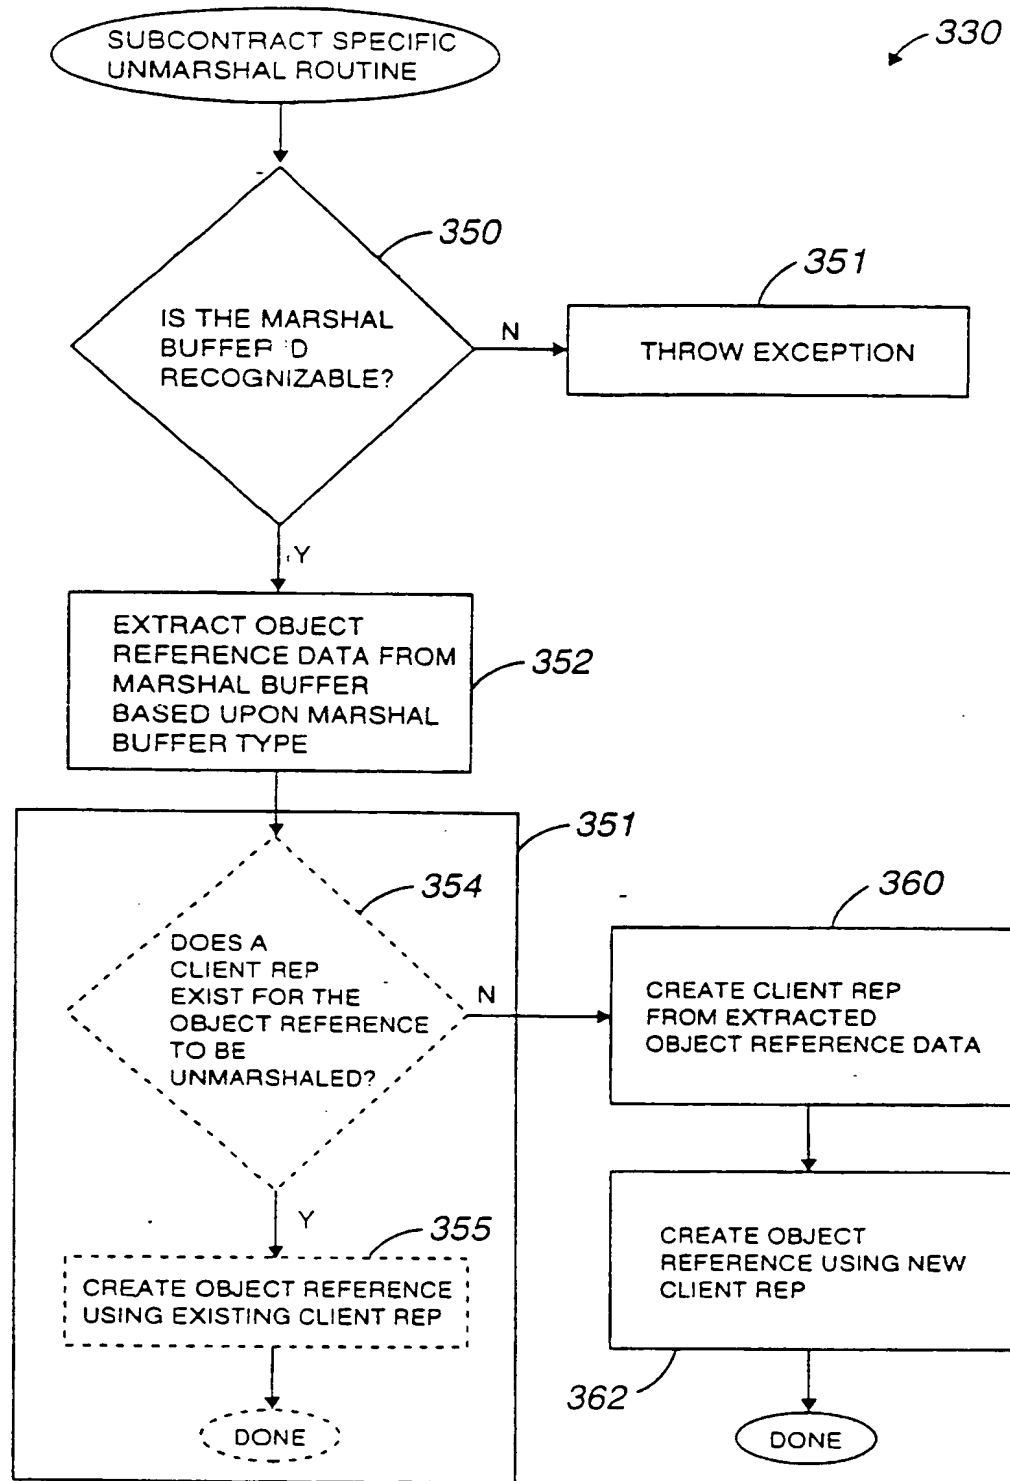 SUBCONTRACT SPECIFIC
UNMARSHAL ROUTINE
330
350
IS THE MARSHAL
BUFFER ID
RECOGNIZABLE?
N
351
THROW EXCEPTION
Y
EXTRACT OBJECT
REFERENCE DATA FROM
MARSHAL BUFFER
BASED UPON MARSHAL
BUFFER TYPE
352
351
354
DOES A
CLIENT REP
EXIST FOR THE
OBJECT REFERENCE
TO BE
UNMARSHALED?
N
360
CREATE CLIENT REP
FROM EXTRACTED
OBJECT REFERENCE DATA
Y
355
CREATE OBJECT REFERENCE
USING EXISTING CLIENT REP
CREATE OBJECT
REFERENCE USING NEW
CLIENT REP
362
DONE
DONE